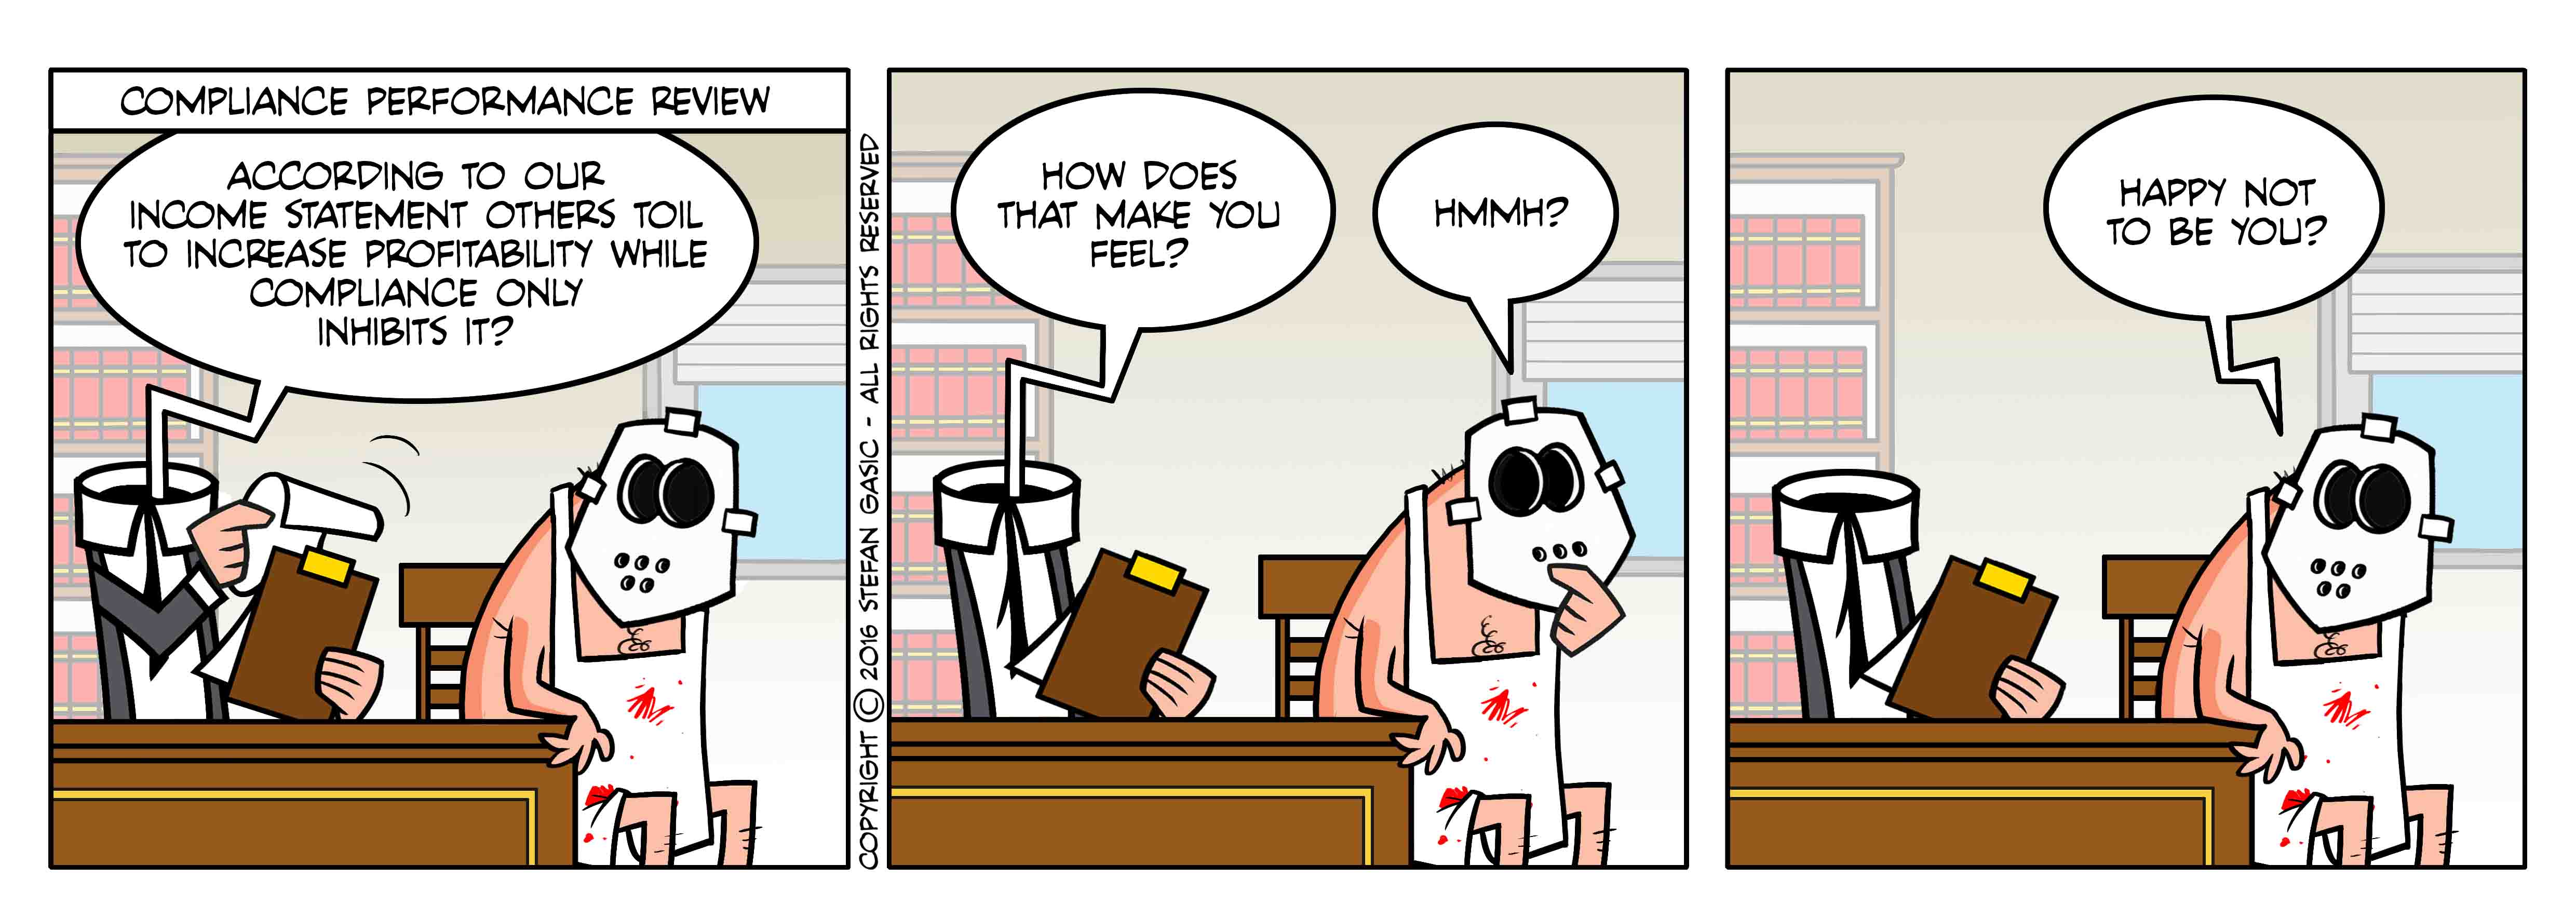 COMPLIANCE PERFORMANCE REVIEW
ACCORDING TO OUR
INCOME STATEMENT OTHERS TOIL
TO INCREASE PROFITABILITY WHILE
COMPLIANCE ONLY
INHIBITS IT?
COPYRIGHT © 2016 STEFAN GASIC - ALL RIGHTS RESERVED
HOW DOES
THAT MAKE YOU
FEEL?
HMMH?
HAPPY NOT
TO BE YOU?